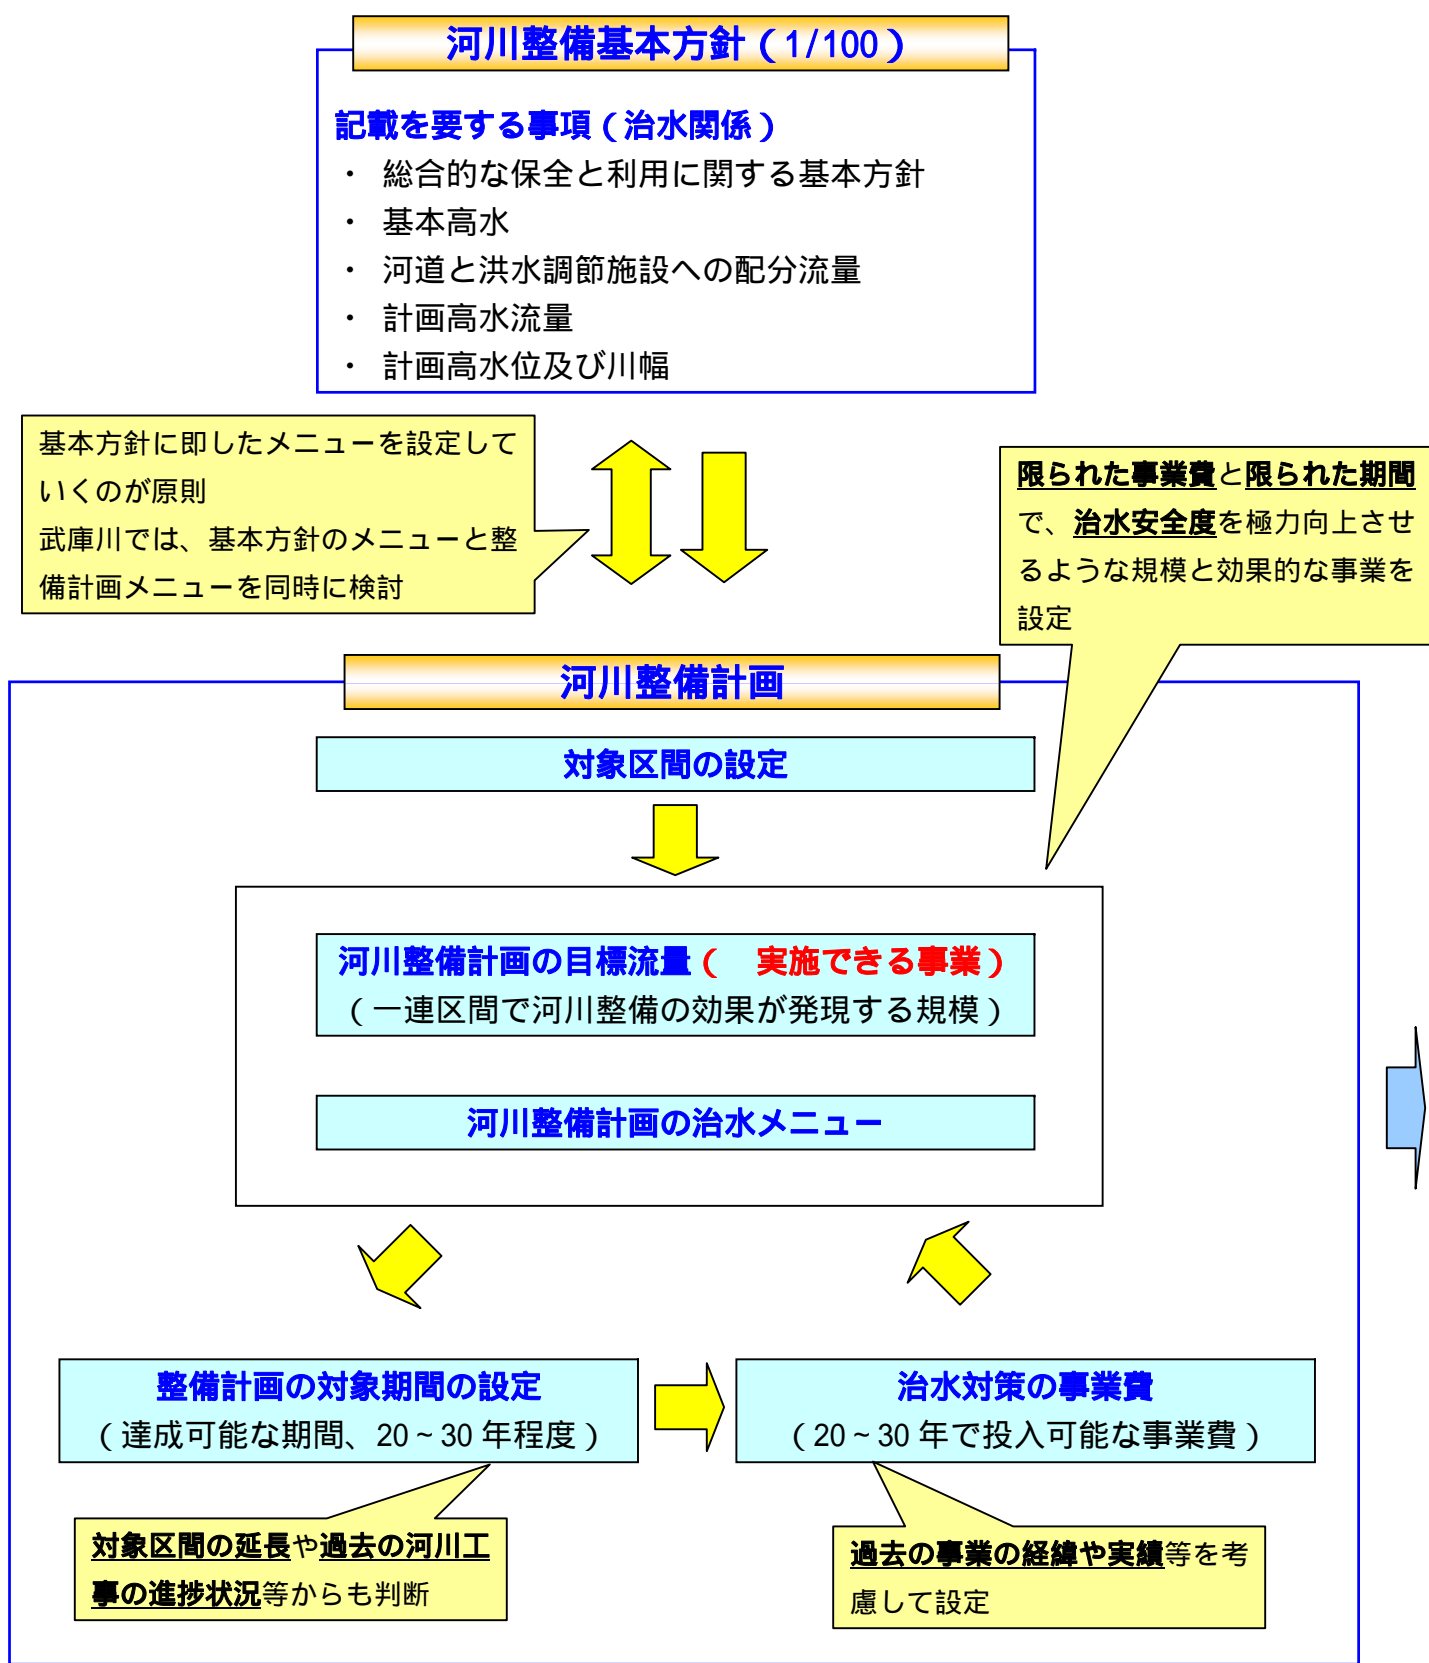 河川整備基本方針（1/100）
記載を要する事項（治水関係）
・ 総合的な保全と利用に関する基本方針
・ 基本高水
・ 河道と洪水調節施設への配分流量
・ 計画高水流量
・ 計画高水位及び川幅
基本方針に即したメニューを設定して
いくのが原則
武庫川では、基本方針のメニューと整
備計画メニューを同時に検討
限られた事業費と限られた期間
で、治水安全度を極力向上させ
るような規模と効果的な事業を
設定
河川整備計画
対象区間の設定
河川整備計画の目標流量（　実施できる事業）
（一連区間で河川整備の効果が発現する規模）
河川整備計画の治水メニュー
整備計画の対象期間の設定
（達成可能な期間、20～30年程度）
治水対策の事業費
（20～30年で投入可能な事業費）
対象区間の延長や過去の河川工
事の進捗状況等からも判断
過去の事業の経緯や実績等を考
慮して設定